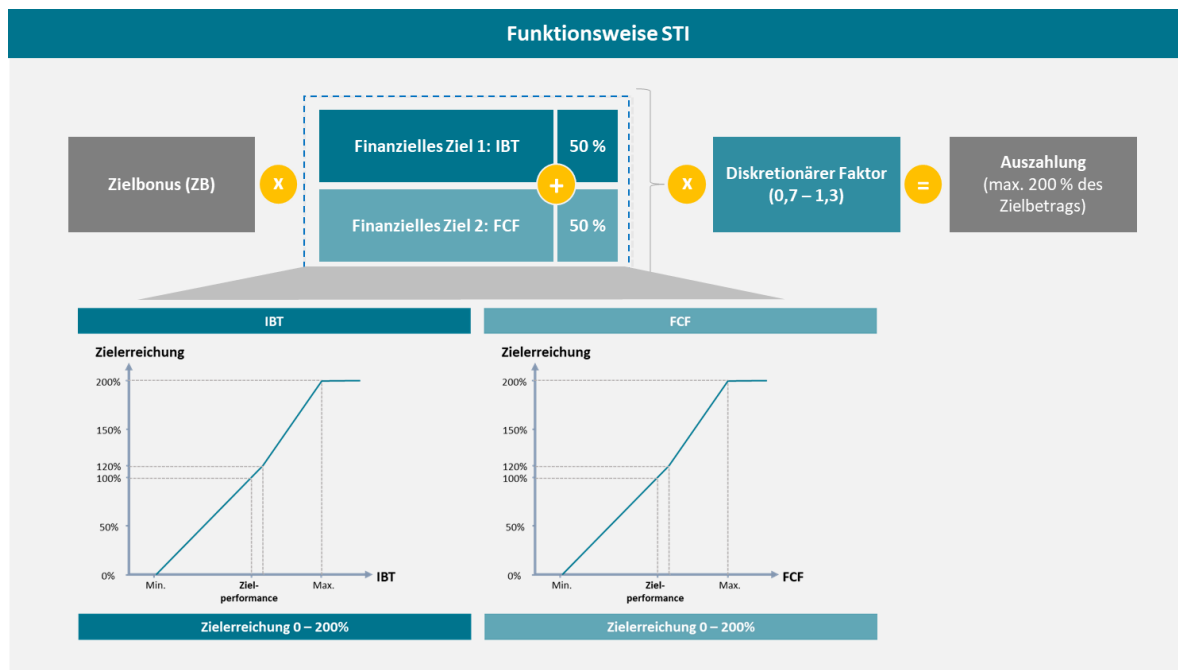 Funktionsweise STI
Zielbonus (ZB)
x
Finanzielles Ziel 1: IBT
50 %
+
Finanzielles Ziel 2: FCF
50 %
x
Diskretionärer Faktor
(0,7 – 1,3)
=
Auszahlung
(max. 200 % des
Zielbetrags)
IBT
Zielerreichung
200%
150%
120%
100%
50%
0%
Min.
Ziel-
performance
Max.
IBT
Zielerreichung 0 – 200%
FCF
Zielerreichung
200%
150%
120%
100%
50%
0%
Min.
Ziel-
performance
Max.
FCF
Zielerreichung 0 – 200%